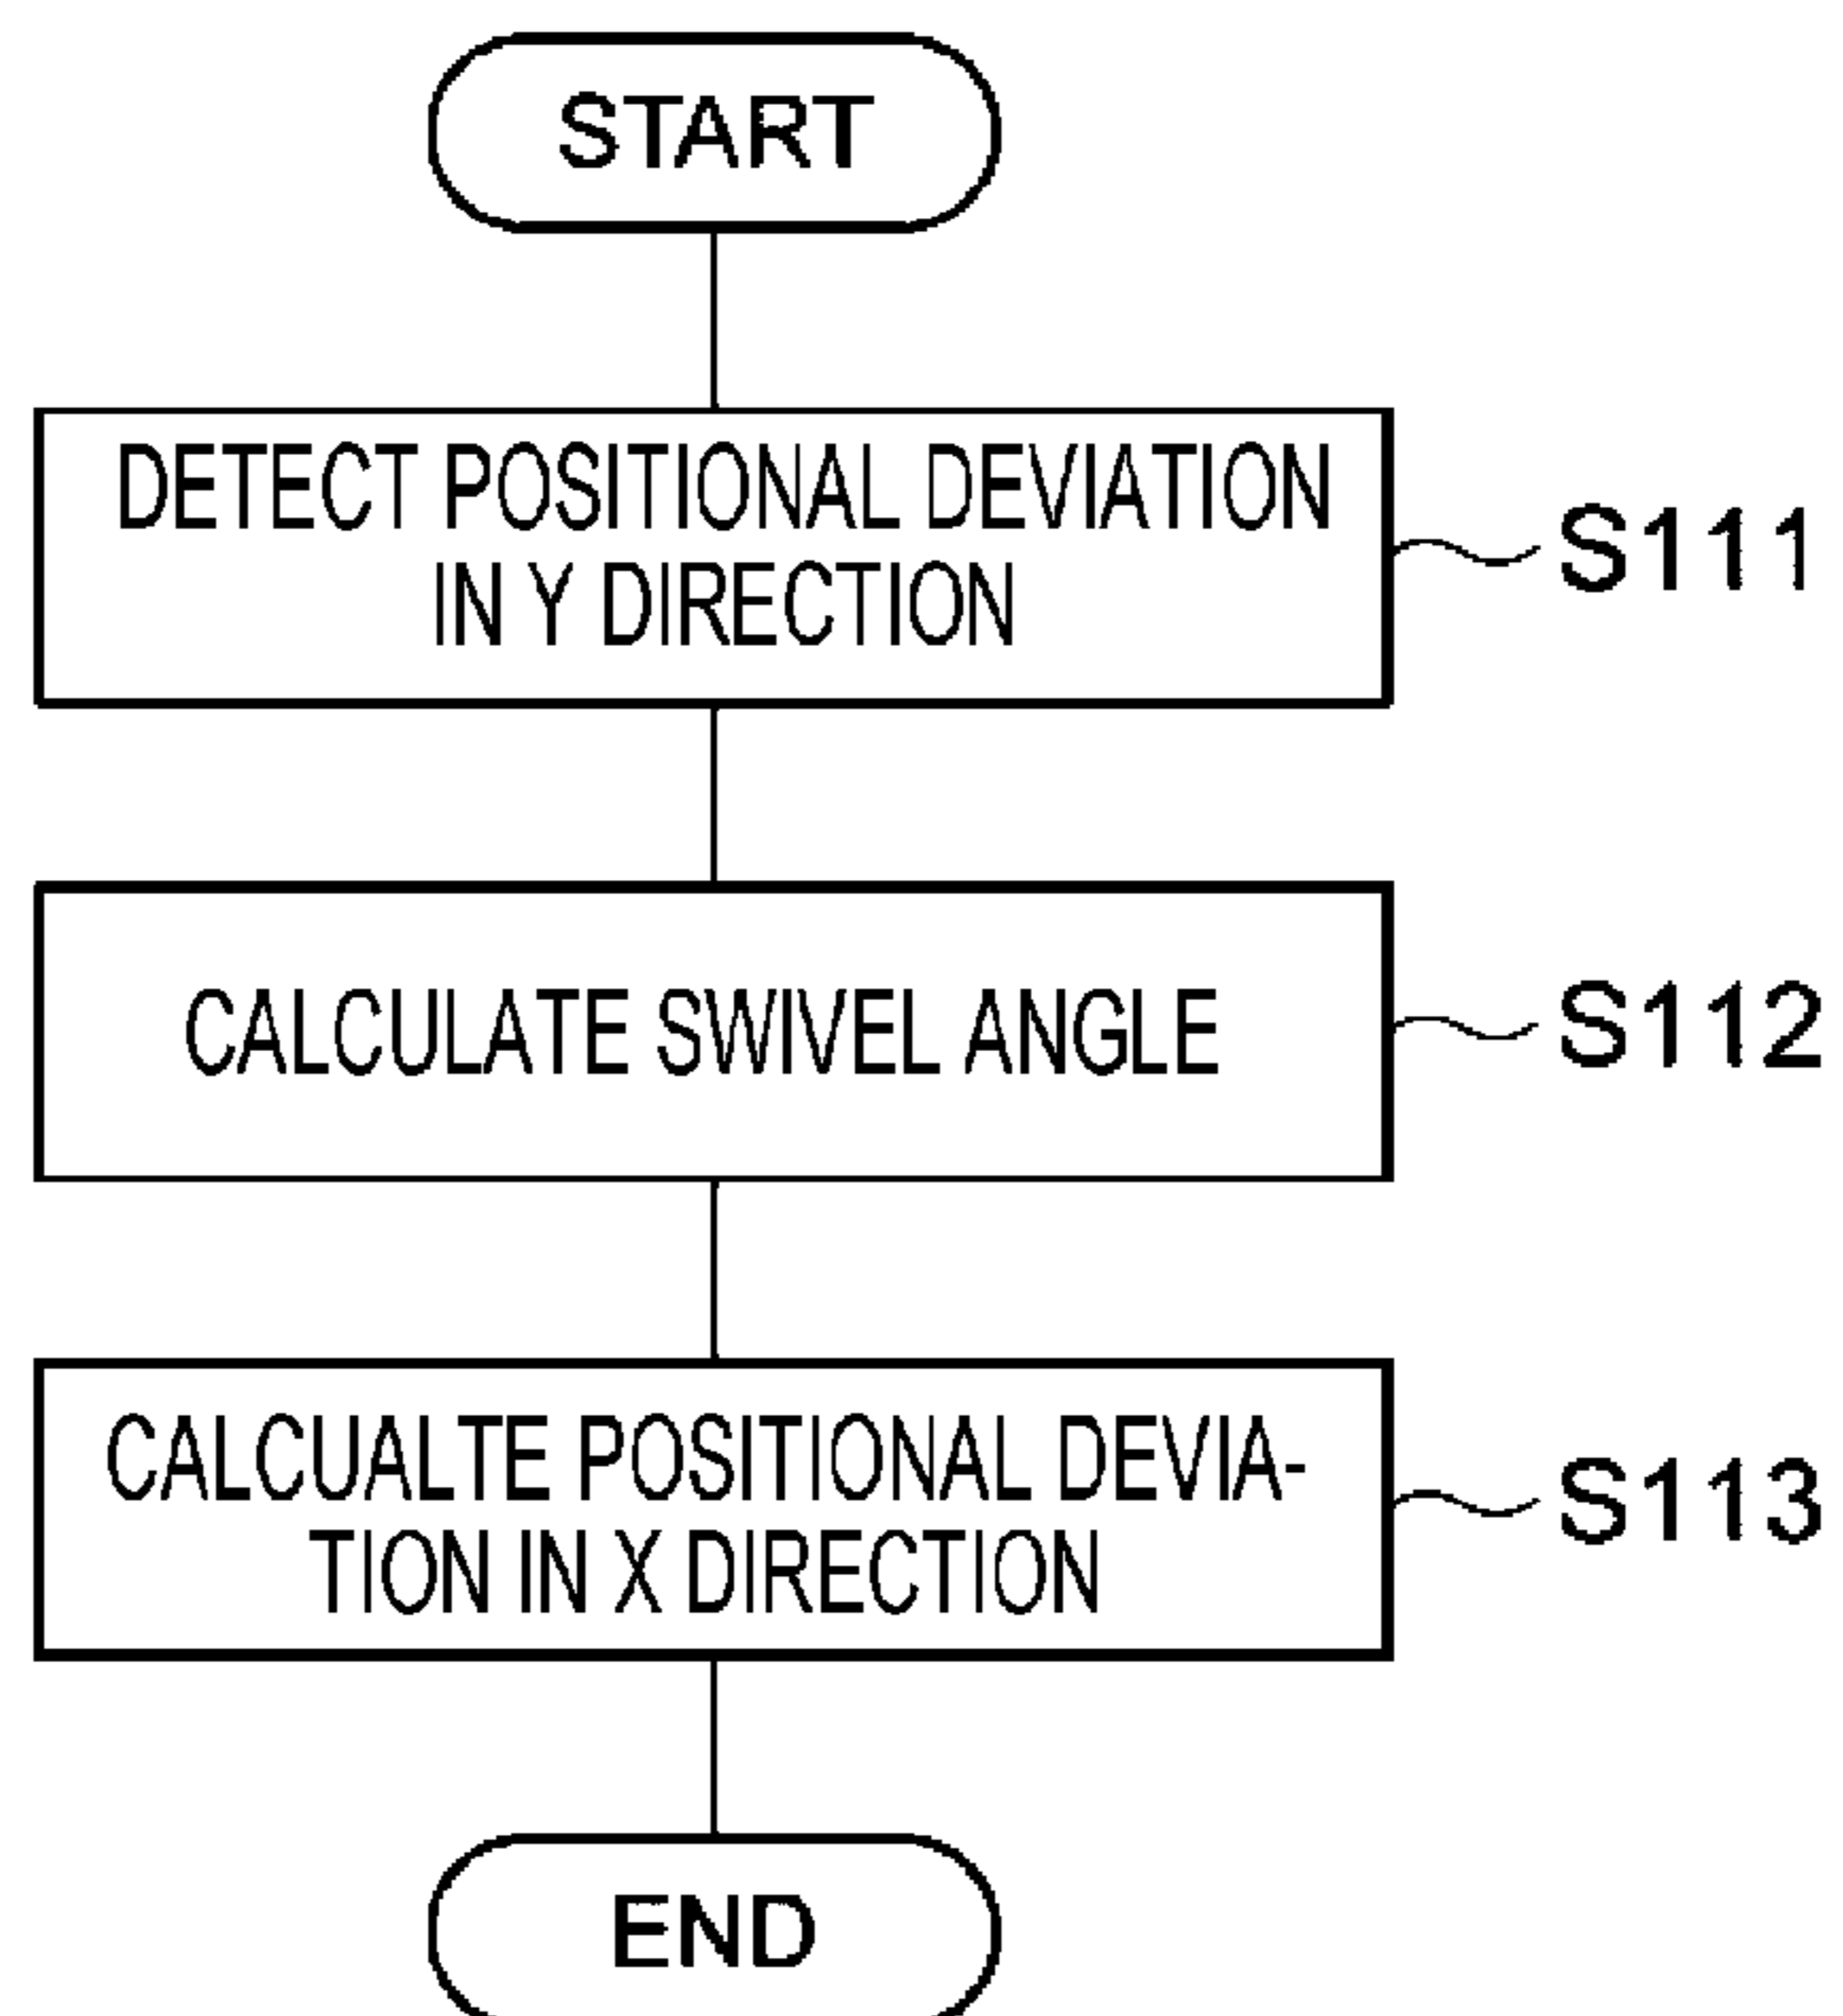 START
DETECT POSITIONAL DEVIATION
IN Y DIRECTION
S111
CALCULATE SWIVEL ANGLE
S112
CALCUALTE POSITIONAL DEVIA-
TION IN X DIRECTION
S113
END